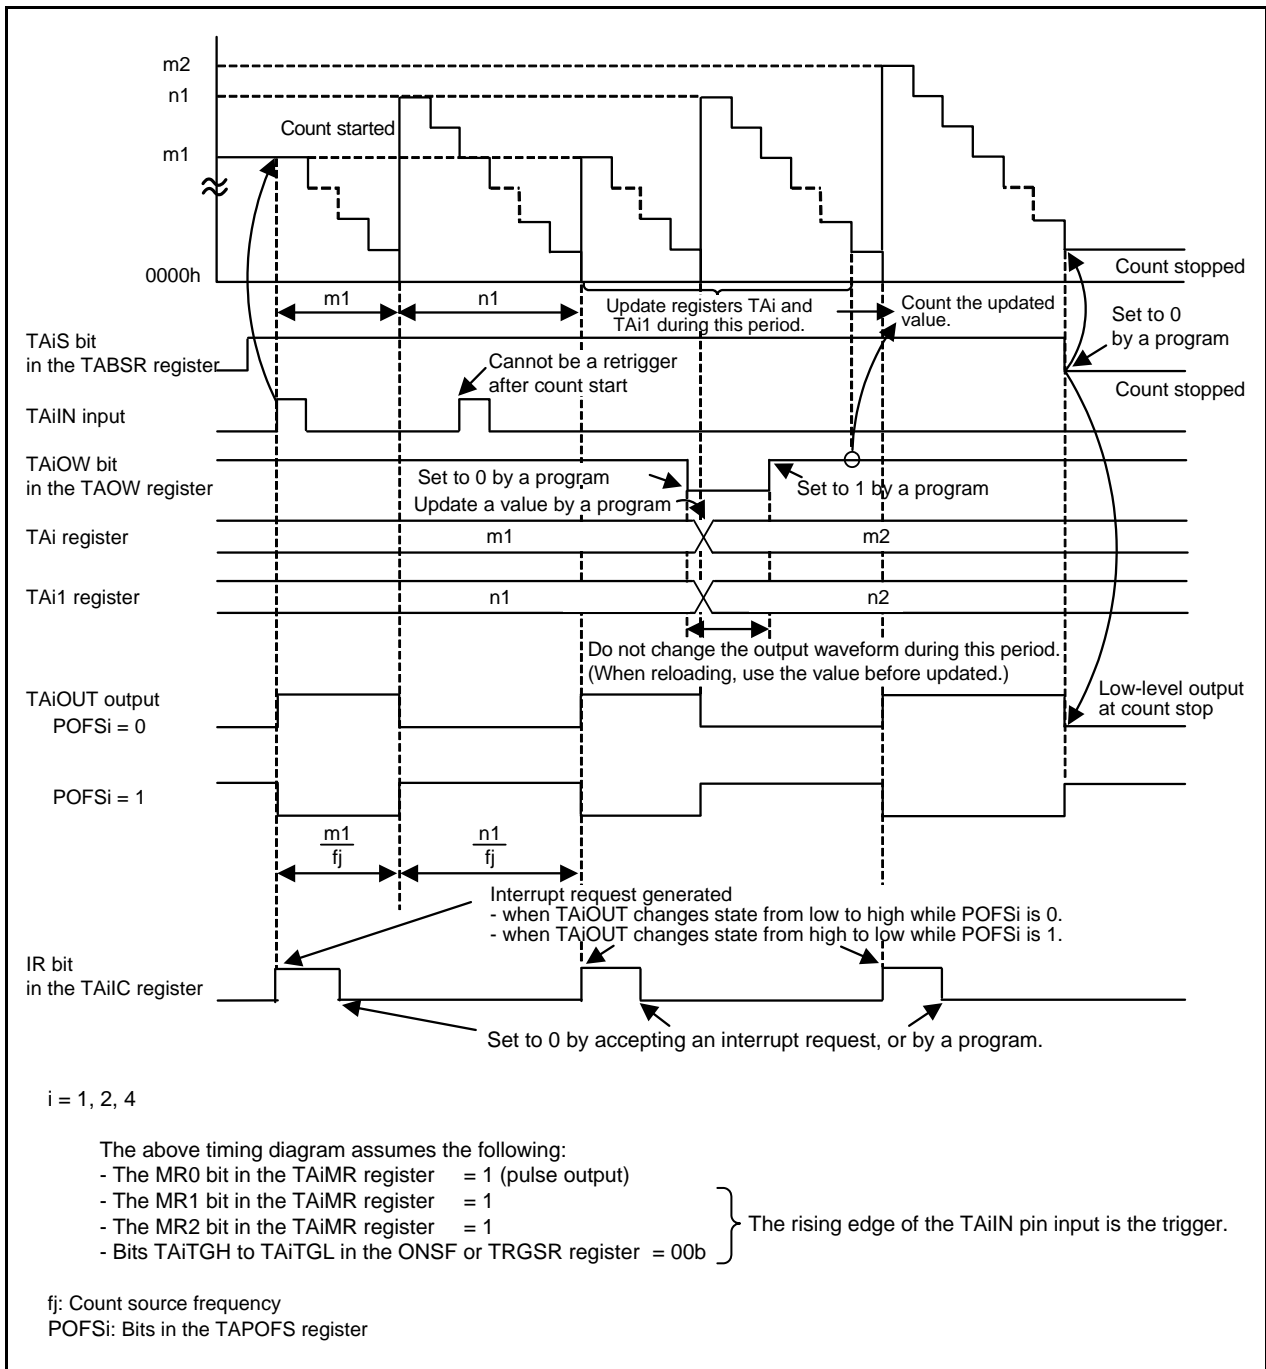 m2
n1
Count started
m1
0000h
Count stopped
m1
n1
Update registers TAi and
TAi1 during this period.
Count the updated
value.
Set to 0
by a program
TAiS bit
in the TABSR register
Cannot be a retrigger
after count start
Count stopped
TAiIN input
TAiOW bit
in the TAOW register
Set to 0 by a program
Set to 1 by a program
Update a value by a program
TAi register
m1
m2
TAi1 register
n1
n2
Do not change the output waveform during this period.
(When reloading, use the value before updated.)
TAiOUT output
POFSi = 0
Low-level output
at count stop
POFSi = 1
m1
fj
n1
fj
Interrupt request generated
- when TAiOUT changes state from low to high while POFSi is 0.
- when TAiOUT changes state from high to low while POFSi is 1.
IR bit
in the TAiIC register
Set to 0 by accepting an interrupt request, or by a program.
i = 1, 2, 4
The above timing diagram assumes the following:
- The MR0 bit in the TAiMR register = 1 (pulse output)
- The MR1 bit in the TAiMR register = 1
- The MR2 bit in the TAiMR register = 1
- Bits TAiTGH to TAiTGL in the ONSF or TRGSR register = 00b
The rising edge of the TAiIN pin input is the trigger.
fj: Count source frequency
POFSi: Bits in the TAPOFS register